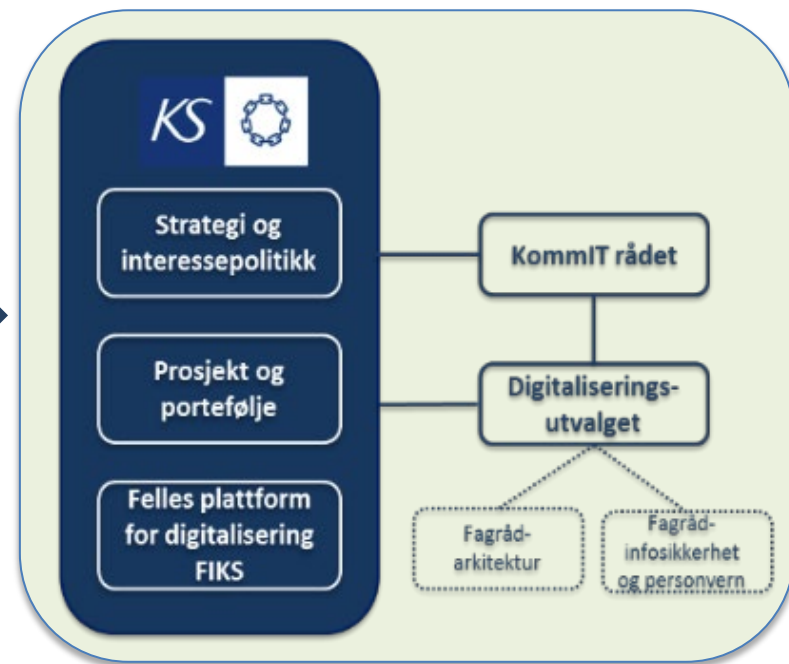 KS
Strategi og
interessepolitikk
KommIT rådet
Prosjekt og
portefølje
Digitaliserings-
utvalget
Felles plattform
for digitalisering
FIKS
Fagråd-
arkitektur
Fagråd-
infosikkerhet
og personvern